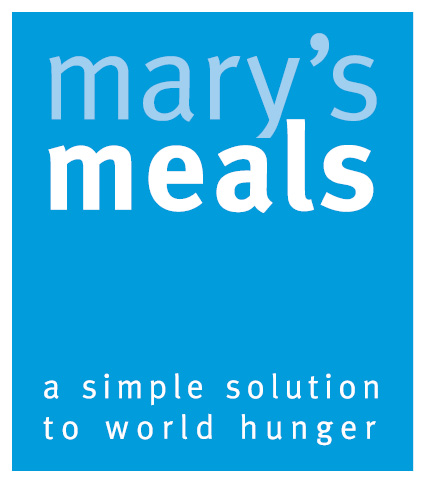 mary's
meals
a simple solution
to world hunger